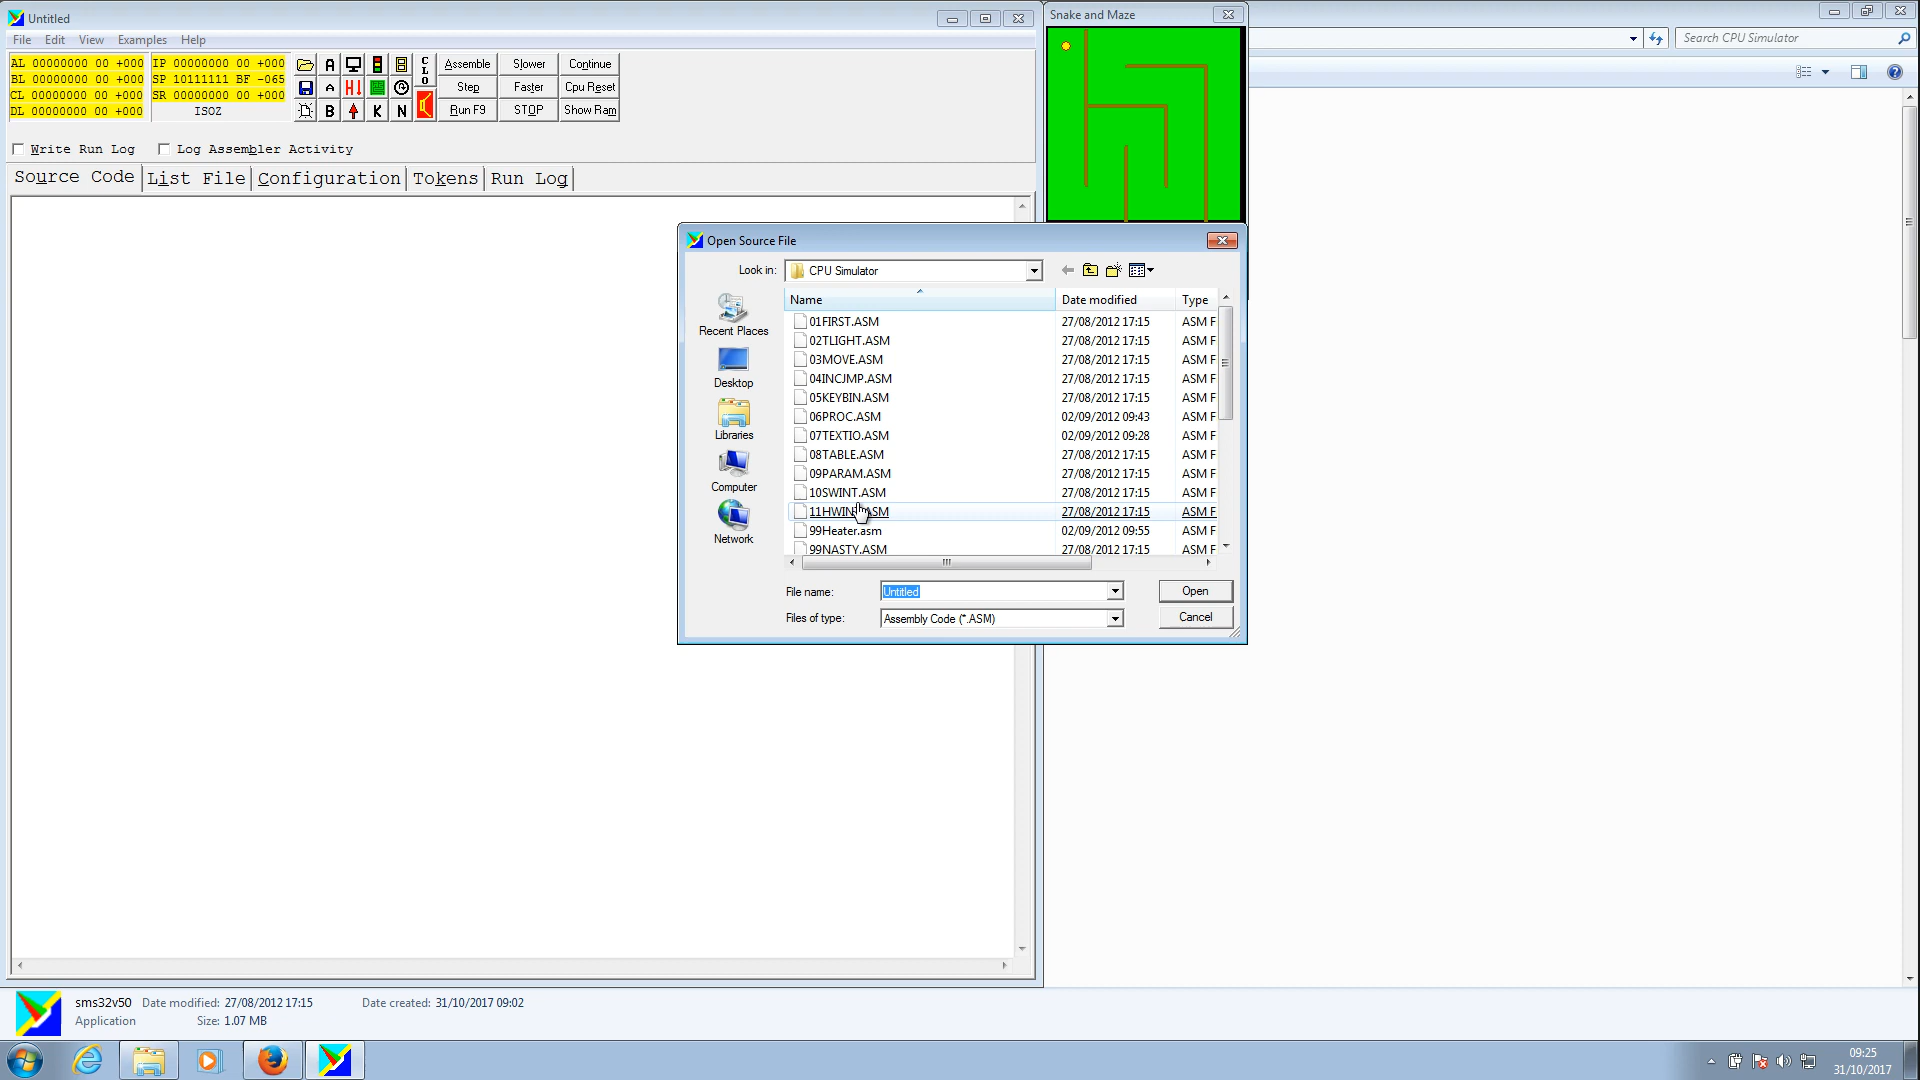 Untitled
File Edit View Examples Help
AL 00000000 00 +000 IP 00000000 00 +000
BL 00000000 00 +000 SP 10111111 BF -065
CL 00000000 00 +000 SR 00000000 00 +000
DL 00000000 00 +000 ISOZ
A CLO Assemble Slower Continue
A H Step Faster Cpu Reset
B K N Run F9 STOP Show Ram
Write Run Log Log Assembler Activity
Source Code List File Configuration Tokens Run Log
Snake and Maze
Search CPU Simulator
Open Source File
Look in: CPU Simulator
Recent Places
Desktop
Libraries
Computer
Network
Name Date modified Type
01FIRST.ASM 27/08/2012 17:15 ASM F
02TLIGHT.ASM 27/08/2012 17:15 ASM F
03MOVE.ASM 27/08/2012 17:15 ASM F
04INCJMP.ASM 27/08/2012 17:15 ASM F
05KEYBIN.ASM 27/08/2012 17:15 ASM F
06PROC.ASM 02/09/2012 09:43 ASM F
07TEXTIO.ASM 02/09/2012 09:28 ASM F
08TABLE.ASM 27/08/2012 17:15 ASM F
09PARAM.ASM 27/08/2012 17:15 ASM F
10SWINT.ASM 27/08/2012 17:15 ASM F
11HWINT.ASM 27/08/2012 17:15 ASM F
99Heater.asm 02/09/2012 09:55 ASM F
99NASTY.ASM 27/08/2012 17:15 ASM F
File name: Untitled Open
Files of type: Assembly Code (*.ASM) Cancel
sms32v50 Date modified: 27/08/2012 17:15 Date created: 31/10/2017 09:02
Application Size: 1.07 MB
09:25
31/10/2017